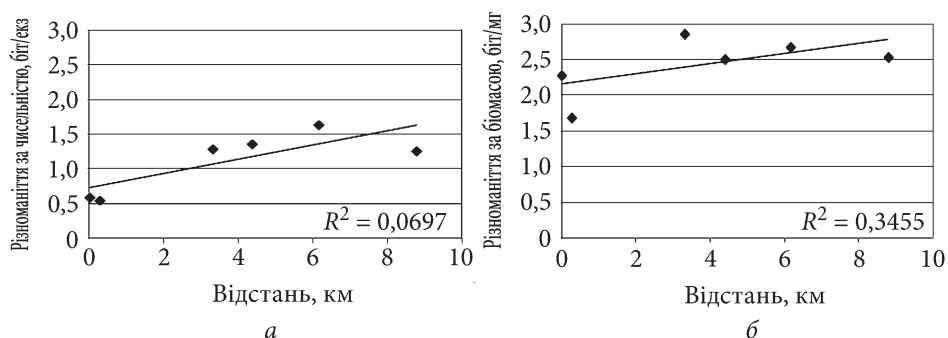 Різноманіття за чисельністю, біт/екз
3,0
2,5
2,0
1,5
1,0
0,5
0
R² = 0,0697
0 2 4 6 8 10
Відстань, км
а
Різноманіття за біомасою, біт/мг
3,0
2,5
2,0
1,5
1,0
0,5
0
R² = 0,3455
0 2 4 6 8 10
Відстань, км
б